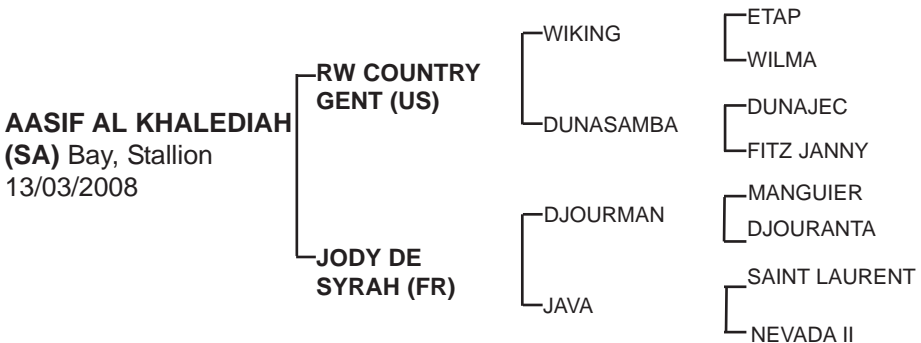 AASIF AL KHALEDIAH
(SA) Bay, Stallion
13/03/2008
RW COUNTRY
GENT (US)
JODY DE
SYRAH (FR)
WIKING
DUNASAMBA
DJOURMAN
JAVA
ETAP
WILMA
DUNAJEC
FITZ JANNY
MANGUIER
DJOURANTA
SAINT LAURENT
NEVADA II